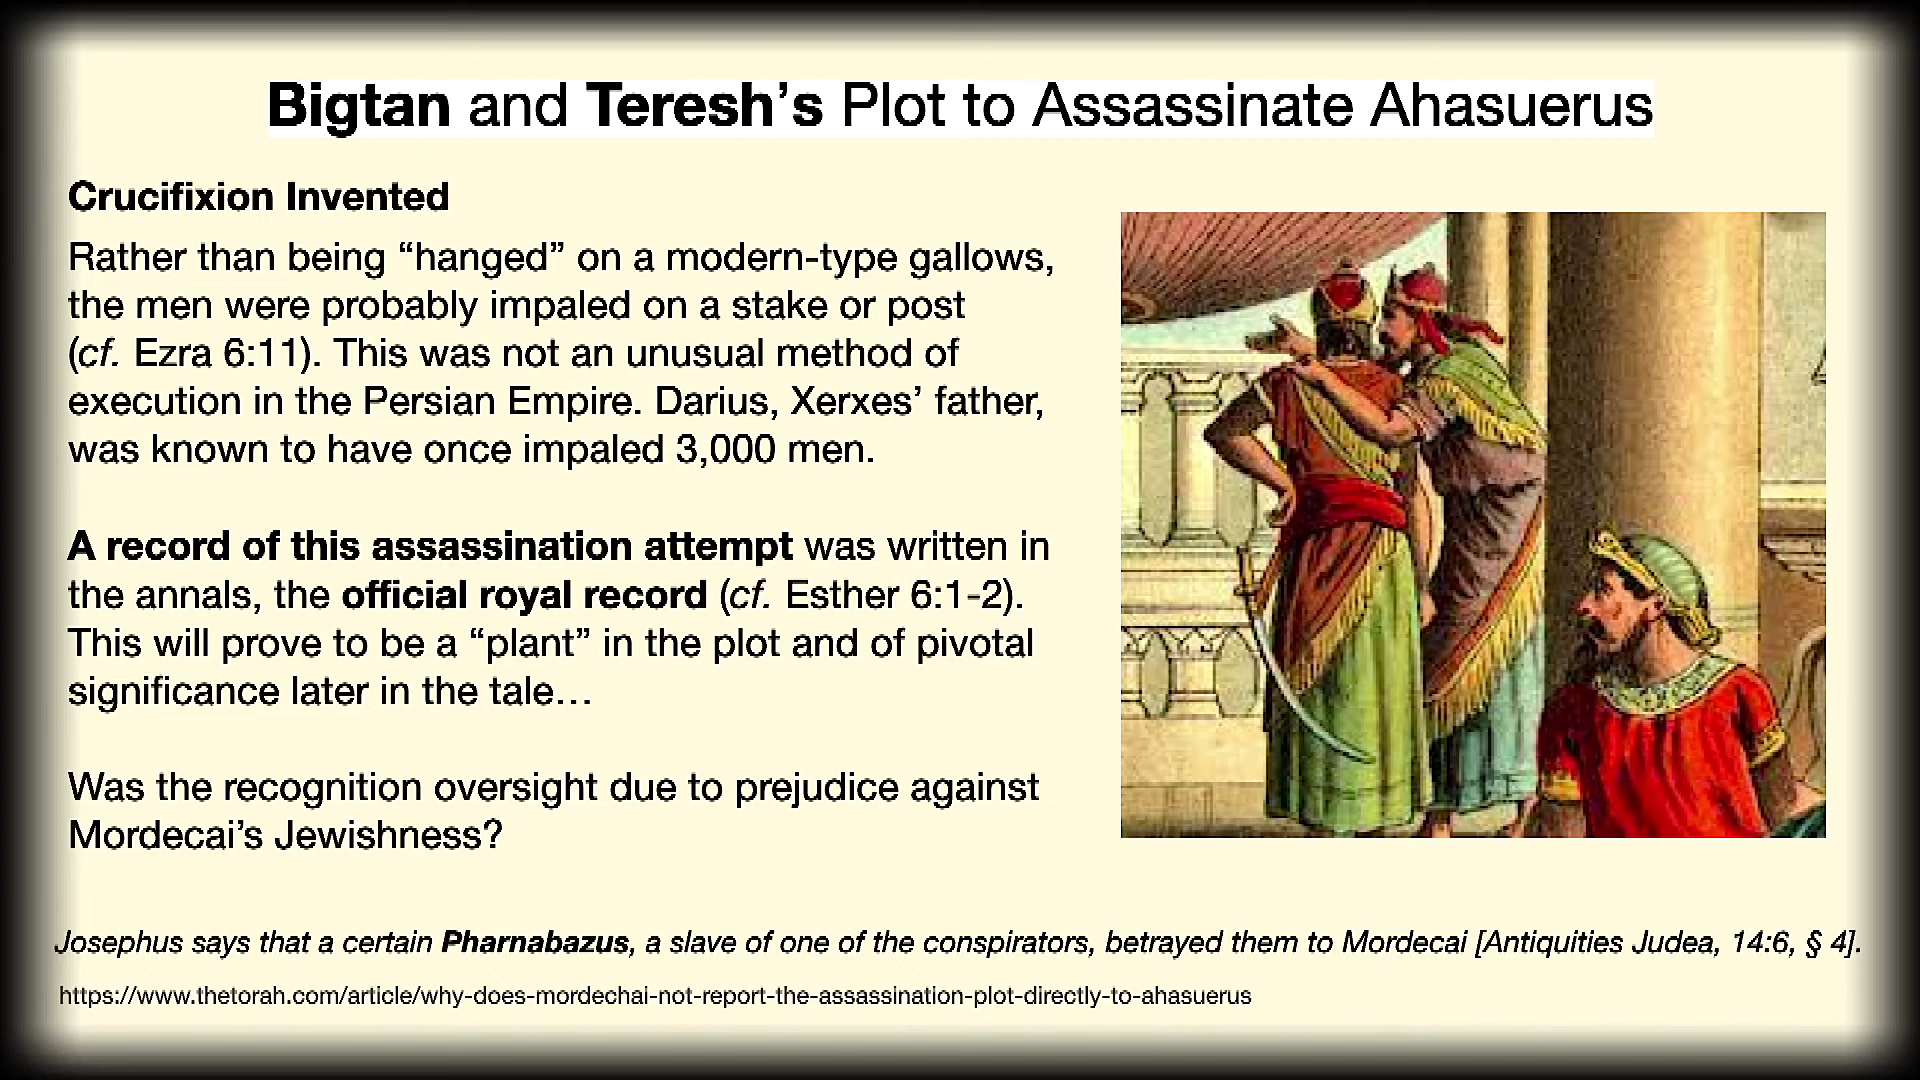 Bigtan and Teresh's Plot to Assassinate Ahasuerus
Crucifixion Invented
Rather than being “hanged” on a modern-type gallows,
the men were probably impaled on a stake or post
(cf. Ezra 6:11). This was not an unusual method of
execution in the Persian Empire. Darius, Xerxes’ father,
was known to have once impaled 3,000 men.
A record of this assassination attempt was written in
the annals, the official royal record (cf. Esther 6:1-2).
This will prove to be a “plant” in the plot and of pivotal
significance later in the tale…
Was the recognition oversight due to prejudice against
Mordecai’s Jewishness?
Josephus says that a certain Pharnabazus, a slave of one of the conspirators, betrayed them to Mordecai [Antiquities Judea, 14:6, § 4].
https://www.thetorah.com/article/why-does-mordechai-not-report-the-assassination-plot-directly-to-ahasuerus